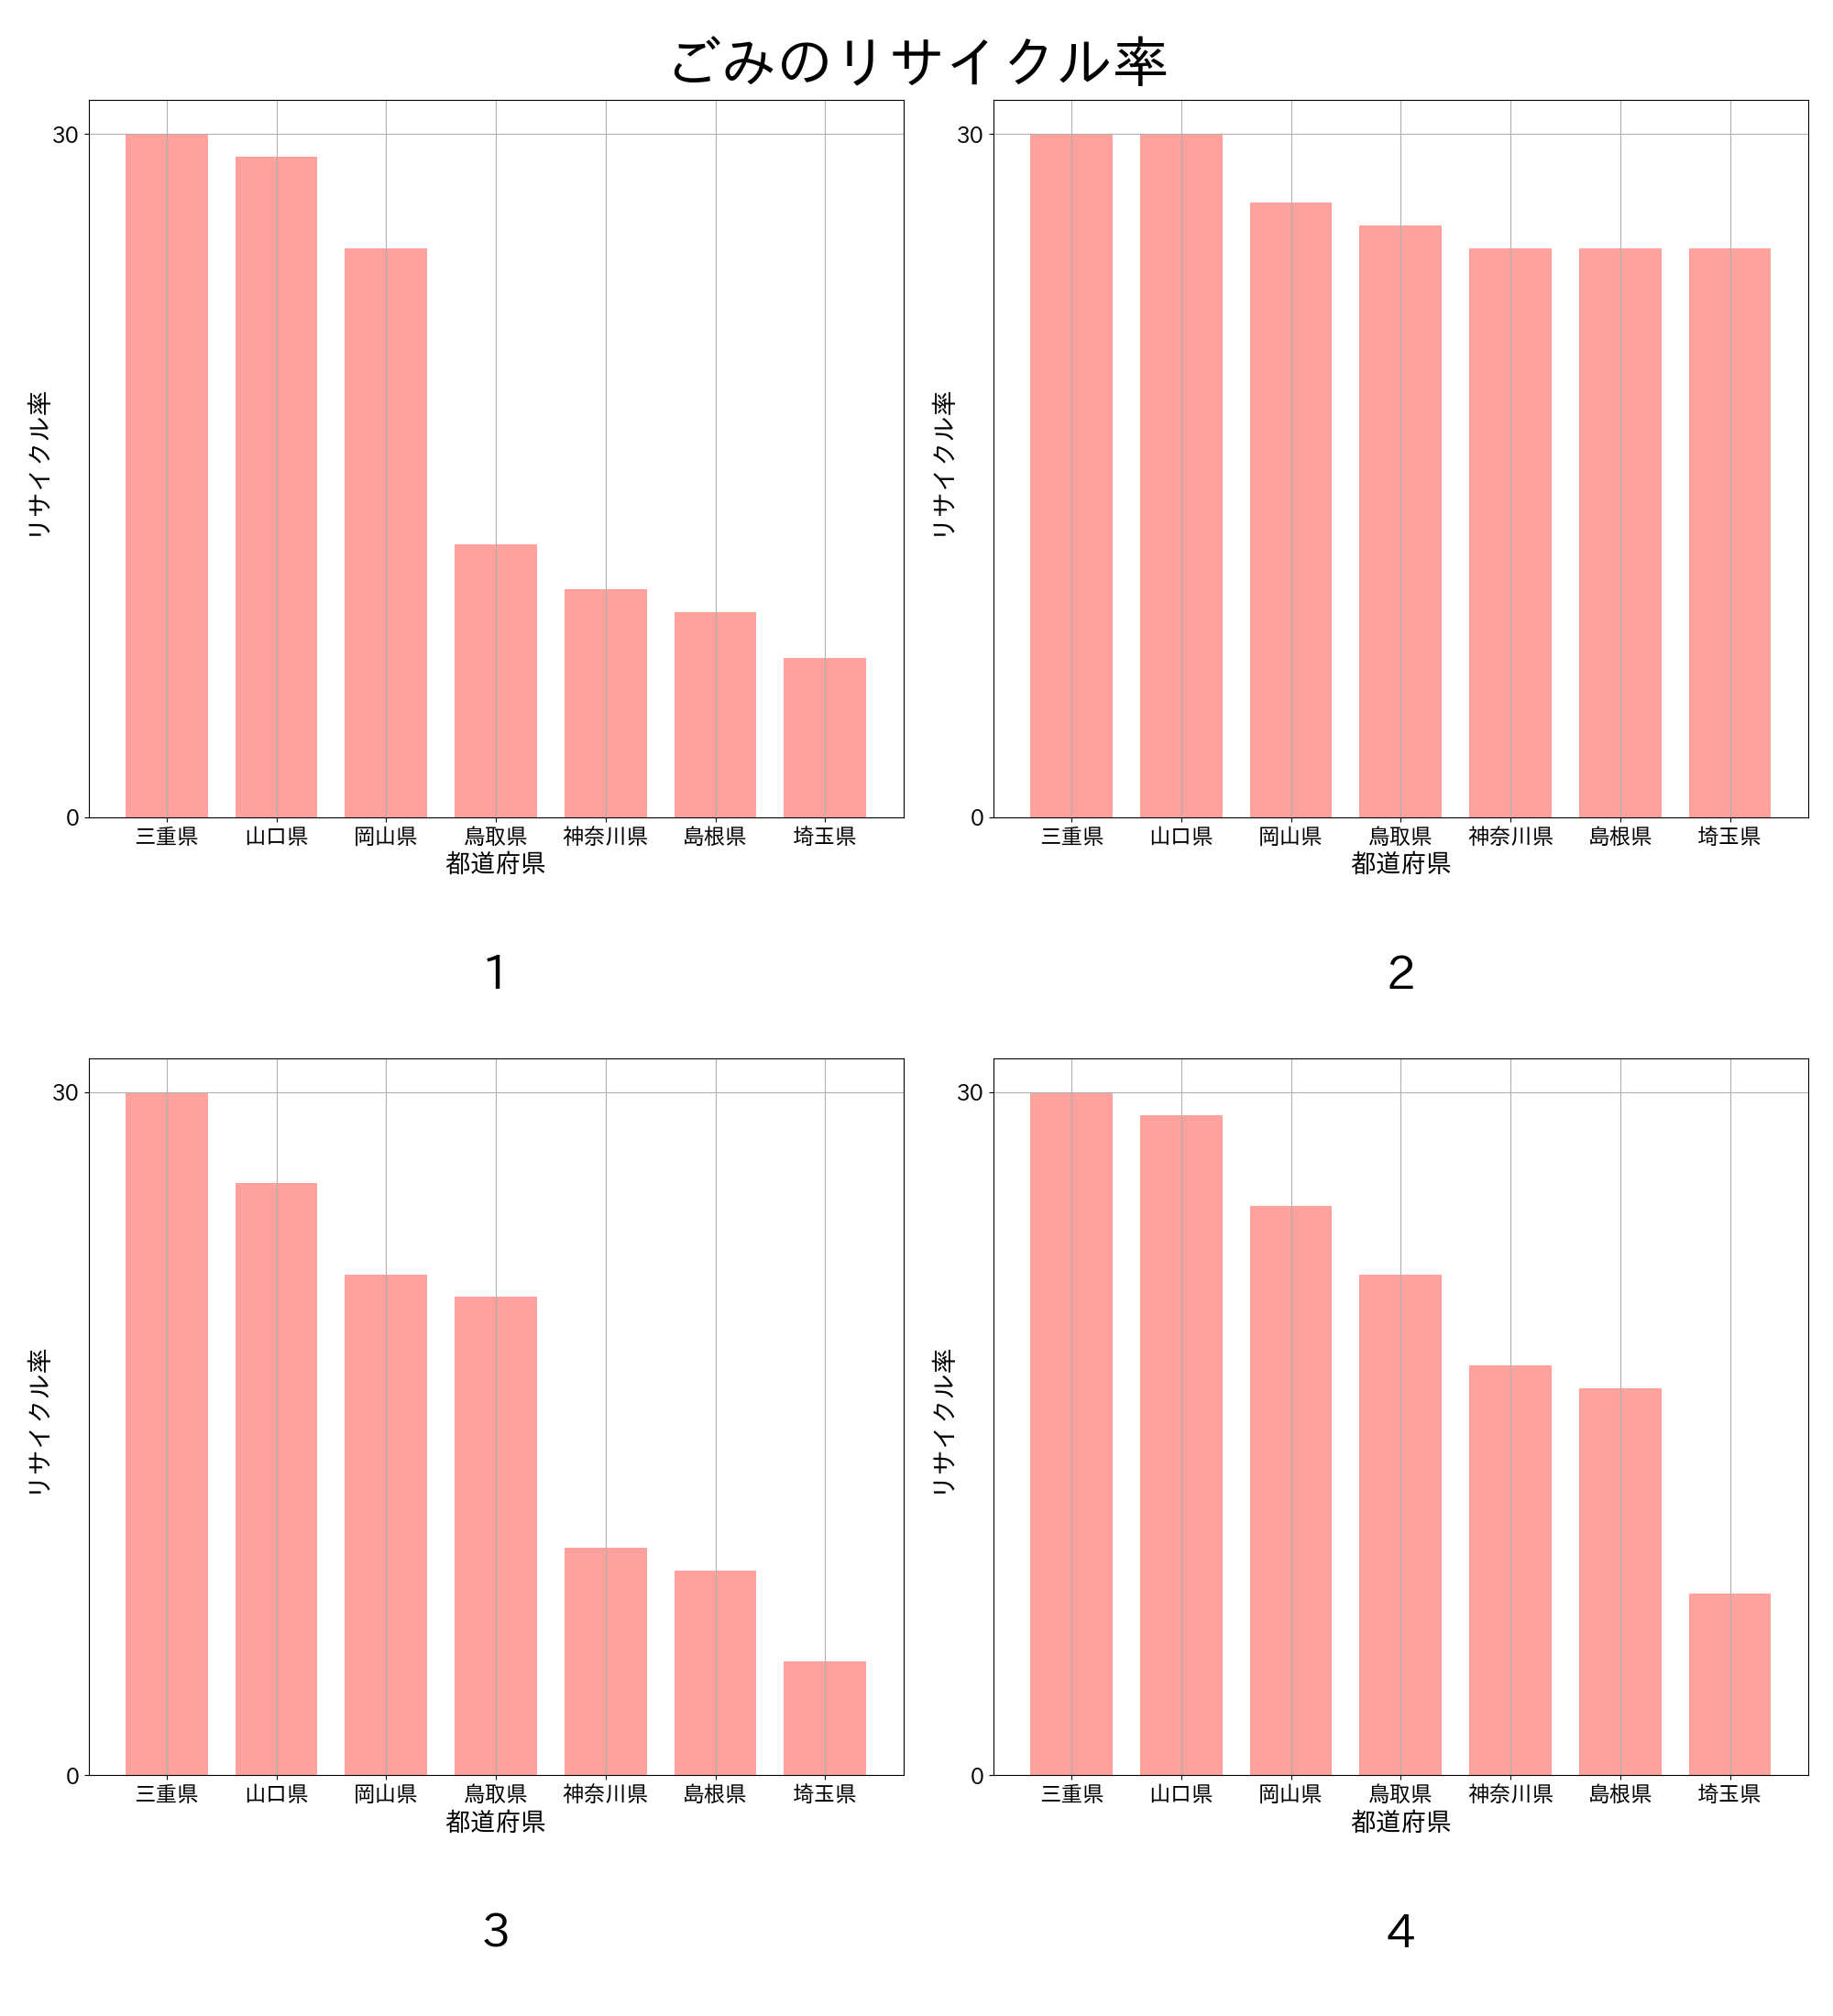 ごみのリサイクル率
30
0
リサイクル率
三重県 山口県 岡山県 鳥取県 神奈川県 島根県 埼玉県
都道府県
1
30
0
リサイクル率
三重県 山口県 岡山県 鳥取県 神奈川県 島根県 埼玉県
都道府県
2
30
0
リサイクル率
三重県 山口県 岡山県 鳥取県 神奈川県 島根県 埼玉県
都道府県
3
30
0
リサイクル率
三重県 山口県 岡山県 鳥取県 神奈川県 島根県 埼玉県
都道府県
4